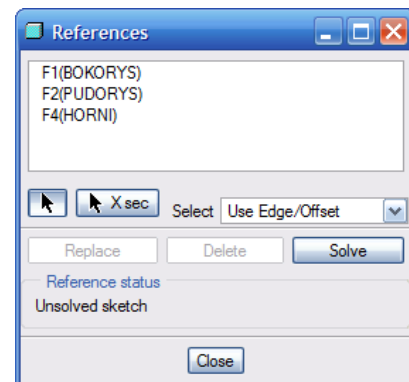 References
F1(BOKORYS)
F2(PUDORYS)
F4(HORNI)
X sec
Select Use Edge/Offset
Replace Delete Solve
Reference status
Unsolved sketch
Close